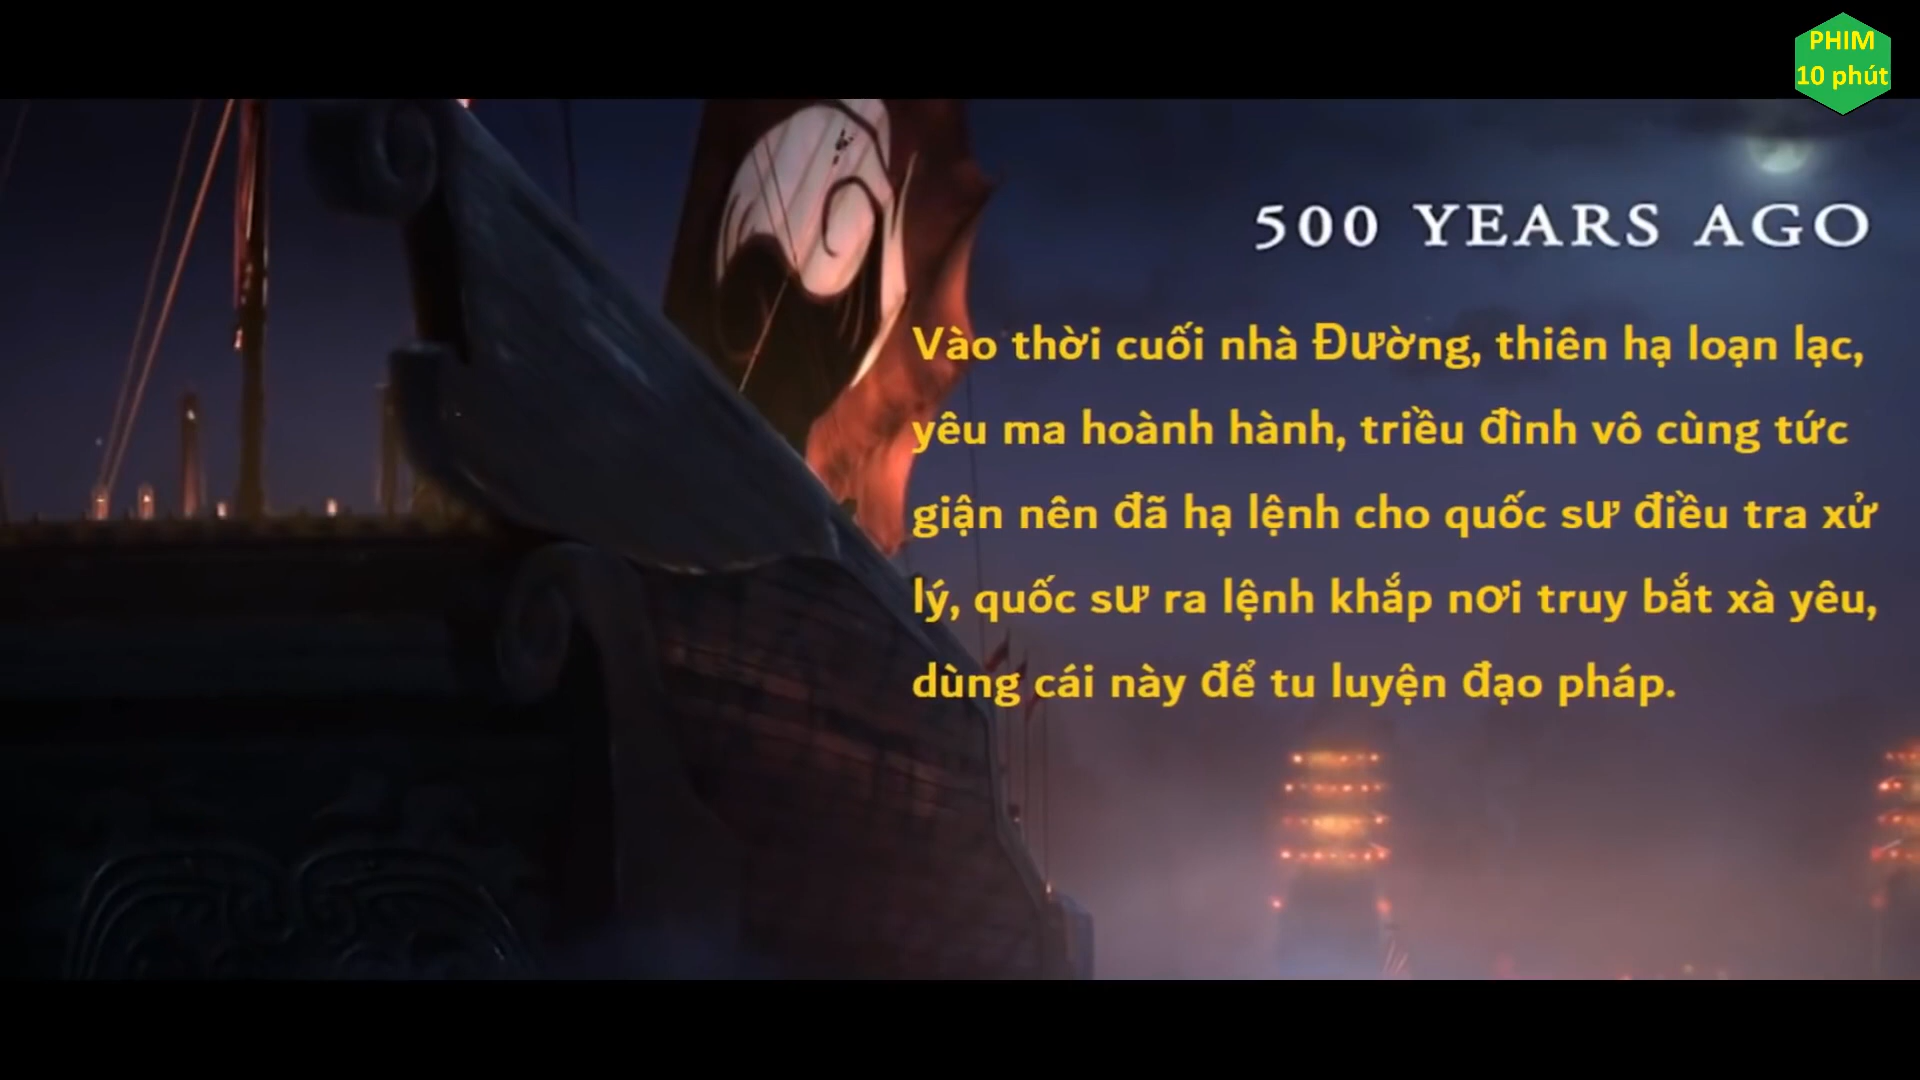 PHIM
10 phút
500 YEARS AGO
Vào thời cuối nhà Đường, thiên hạ loạn lạc,
yêu ma hoành hành, triều đình vô cùng tức
giận nên đã hạ lệnh cho quốc sư điều tra xử
lý, quốc sư ra lệnh khắp nơi truy bắt xà yêu,
dùng cái này để tu luyện đạo pháp.